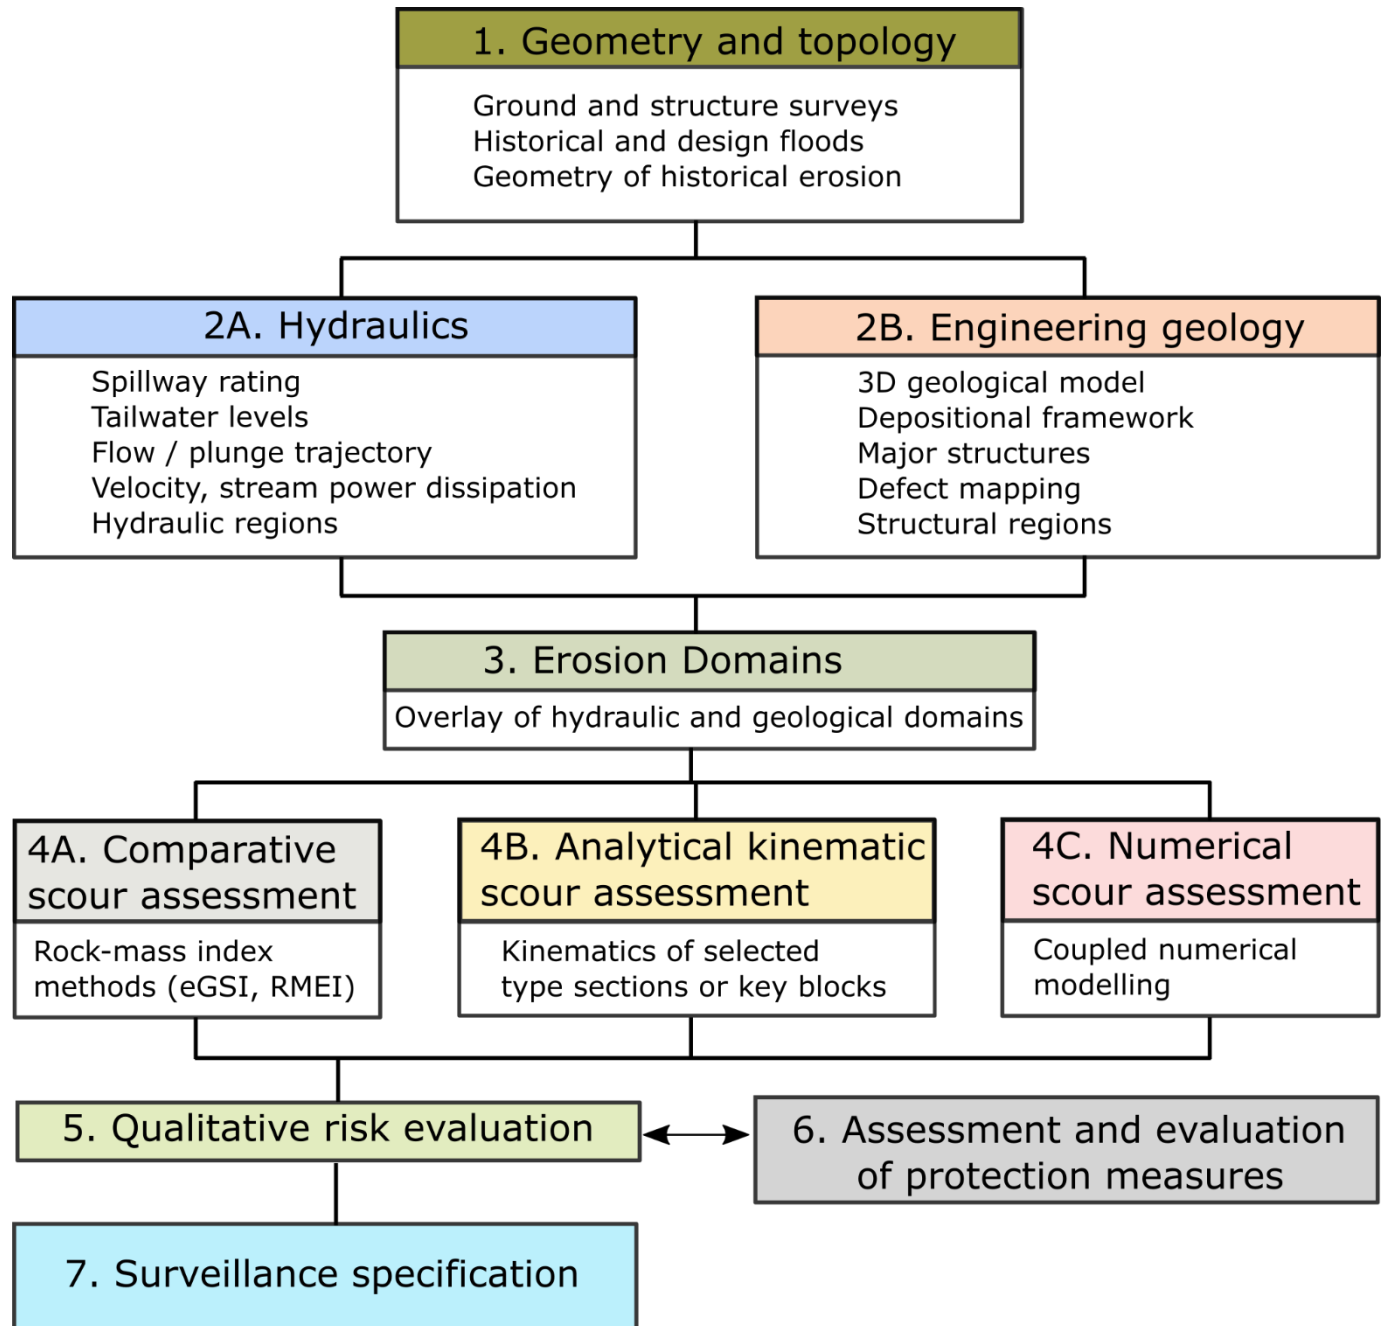 1. Geometry and topology
Ground and structure surveys
Historical and design floods
Geometry of historical erosion
2A. Hydraulics
Spillway rating
Tailwater levels
Flow / plunge trajectory
Velocity, stream power dissipation
Hydraulic regions
2B. Engineering geology
3D geological model
Depositional framework
Major structures
Defect mapping
Structural regions
3. Erosion Domains
Overlay of hydraulic and geological domains
4A. Comparative
scour assessment
Rock-mass index
methods (eGSI, RMEI)
4B. Analytical kinematic
scour assessment
Kinematics of selected
type sections or key blocks
4C. Numerical
scour assessment
Coupled numerical
modelling
5. Qualitative risk evaluation
6. Assessment and evaluation
of protection measures
7. Surveillance specification